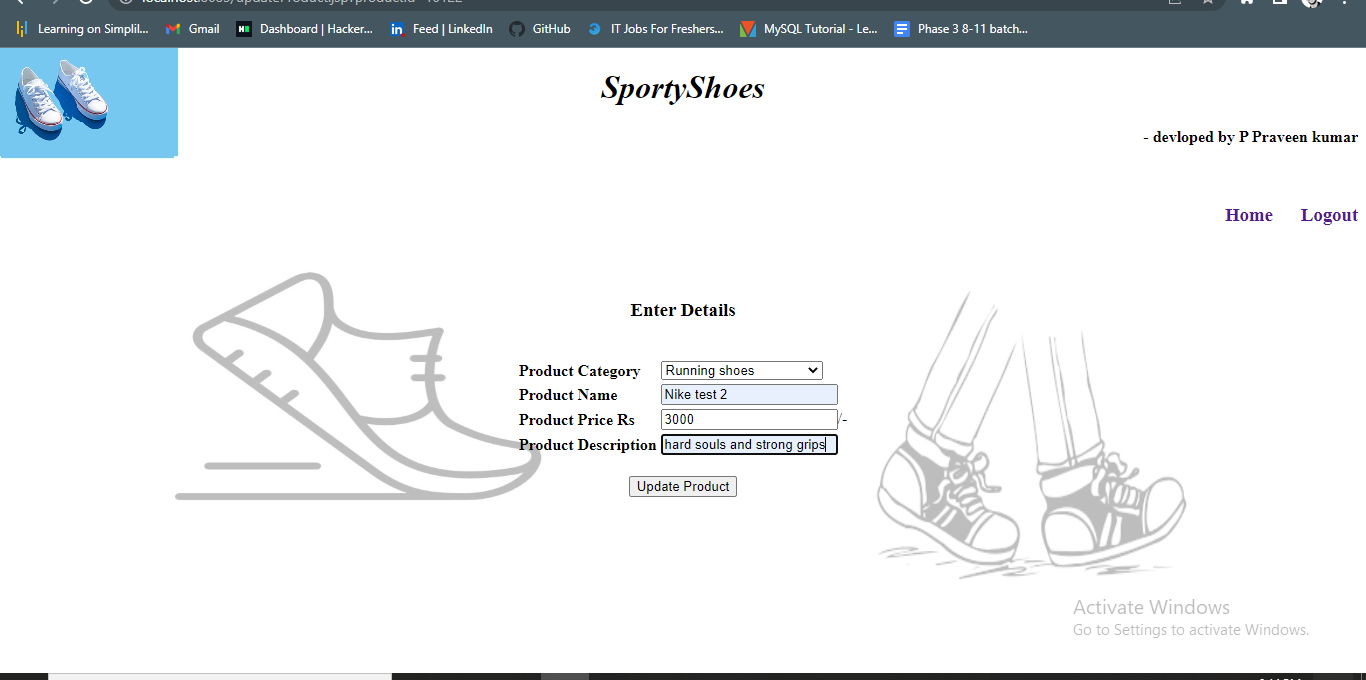 Learning on Simplil... Gmail Dashboard | Hacker... Feed | LinkedIn GitHub IT Jobs For Freshers... MySQL Tutorial - Le... Phase 3 8-11 batch...
SportyShoes
- devloped by P Praveen kumar
Home Logout
Enter Details
Product Category Running shoes
Product Name Nike test 2
Product Price Rs 3000 /-
Product Description hard souls and strong grips
Update Product
Activate Windows
Go to Settings to activate Windows.